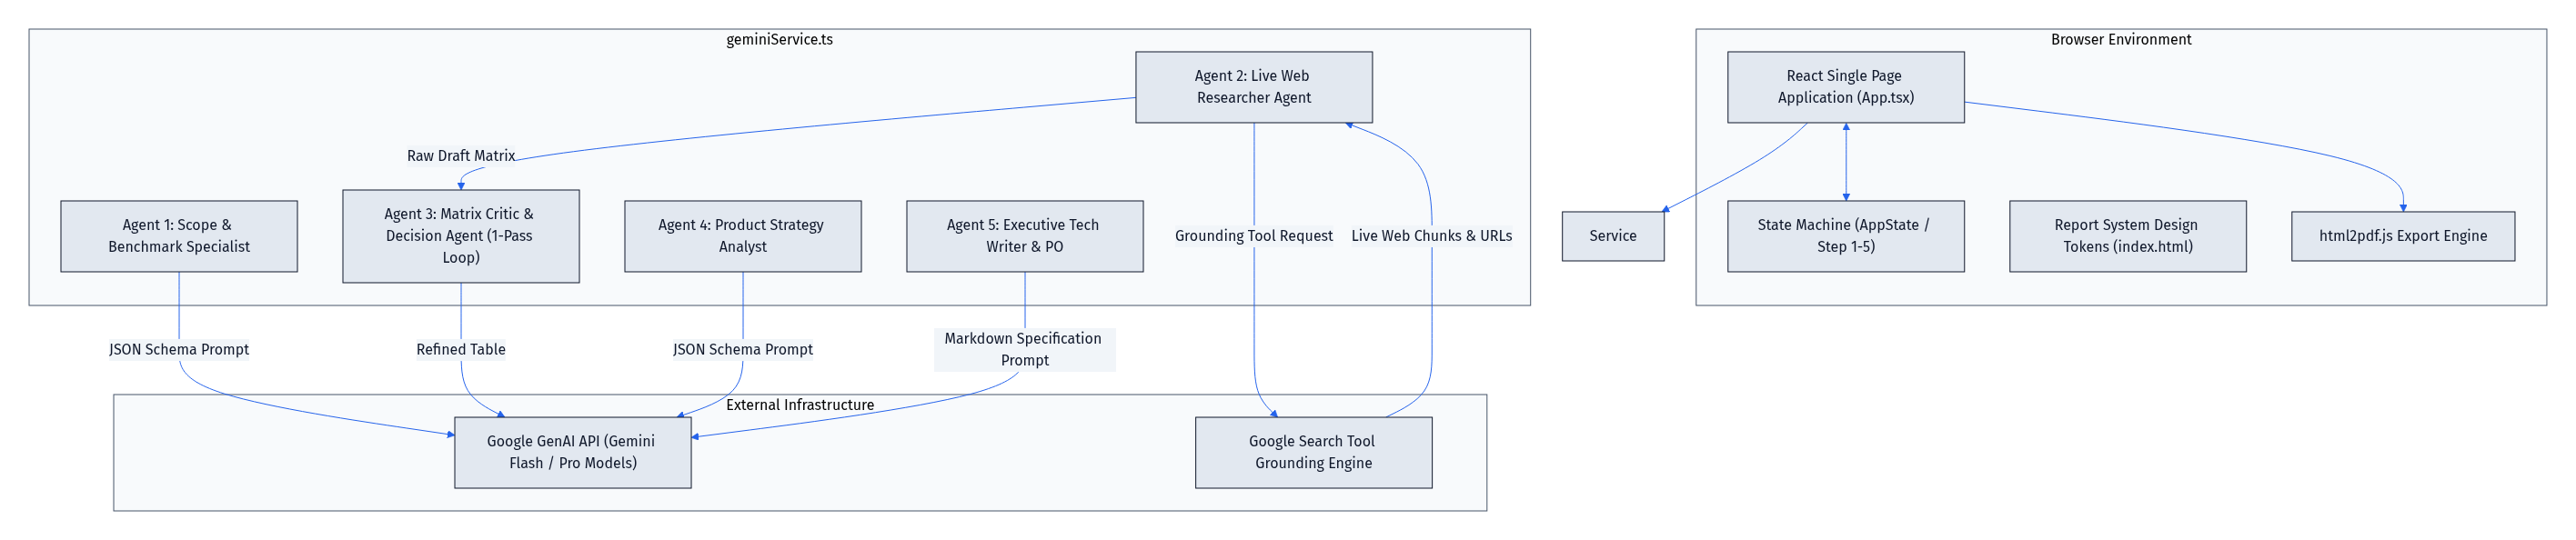 geminiService.ts
Agent 2: Live Web
Researcher Agent
Raw Draft Matrix
Agent 1: Scope &
Benchmark Specialist
Agent 3: Matrix Critic &
Decision Agent (1-Pass
Loop)
Agent 4: Product Strategy
Analyst
Agent 5: Executive Tech
Writer & PO
Grounding Tool Request
Live Web Chunks & URLs
JSON Schema Prompt
Refined Table
JSON Schema Prompt
Markdown Specification
Prompt
External Infrastructure
Google GenAI API (Gemini
Flash / Pro Models)
Google Search Tool
Grounding Engine
Service
Browser Environment
React Single Page
Application (App.tsx)
State Machine (AppState /
Step 1-5)
Report System Design
Tokens (index.html)
html2pdf.js Export Engine